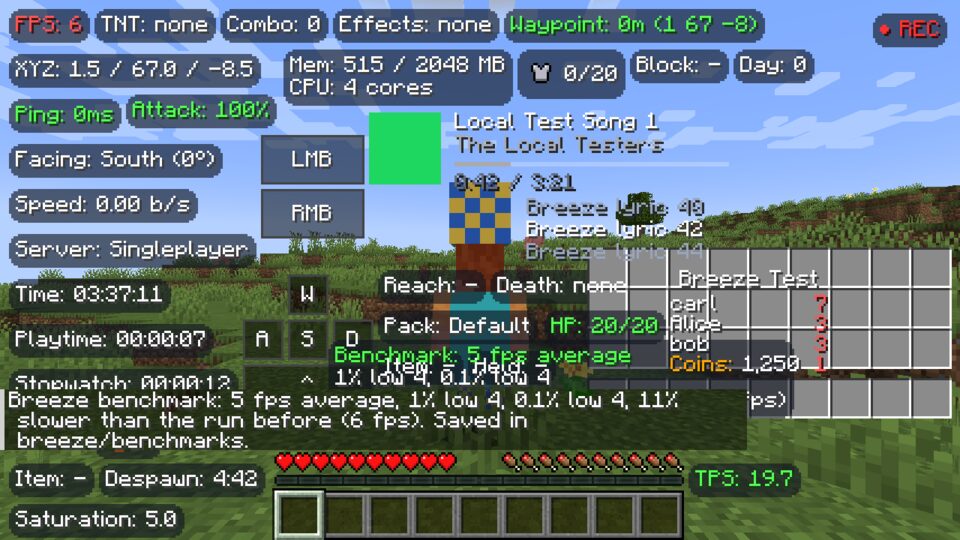 FPS: 6 TNT: none Combo: 0 Effects: none Waypoint: 0m (1 67 -8) REC
XYZ: 1.5 / 67.0 / -8.5 Mem: 515 / 2048 MB 0/20 Block: - Day: 0
CPU: 4 cores
Ping: 0ms Attack: 100%
Local Test Song 1
The Local Testers
Facing: South (0°) LMB
0:42 / 3:21
Speed: 0.00 b/s RMB
Breeze lyric 40
Breeze lyric 42
Breeze lyric 44
Server: Singleplayer
Reach: - Death: none
Breeze Test
Time: 03:37:11 W
carl 7
Alice 3
bob 3
Coins: 1,250 1
Playtime: 00:00:07 A S D
Pack: Default HP: 20/20
Benchmark: 5 fps average
1% low 4, 0.1% low 4
Stopwatch: 00:00:12
Breeze benchmark: 5 fps average, 1% low 4, 0.1% low 4, 11%
slower than the run before (6 fps). Saved in
breeze/benchmarks.
fps)
Item: - Despawn: 4:42 TPS: 19.7
Saturation: 5.0